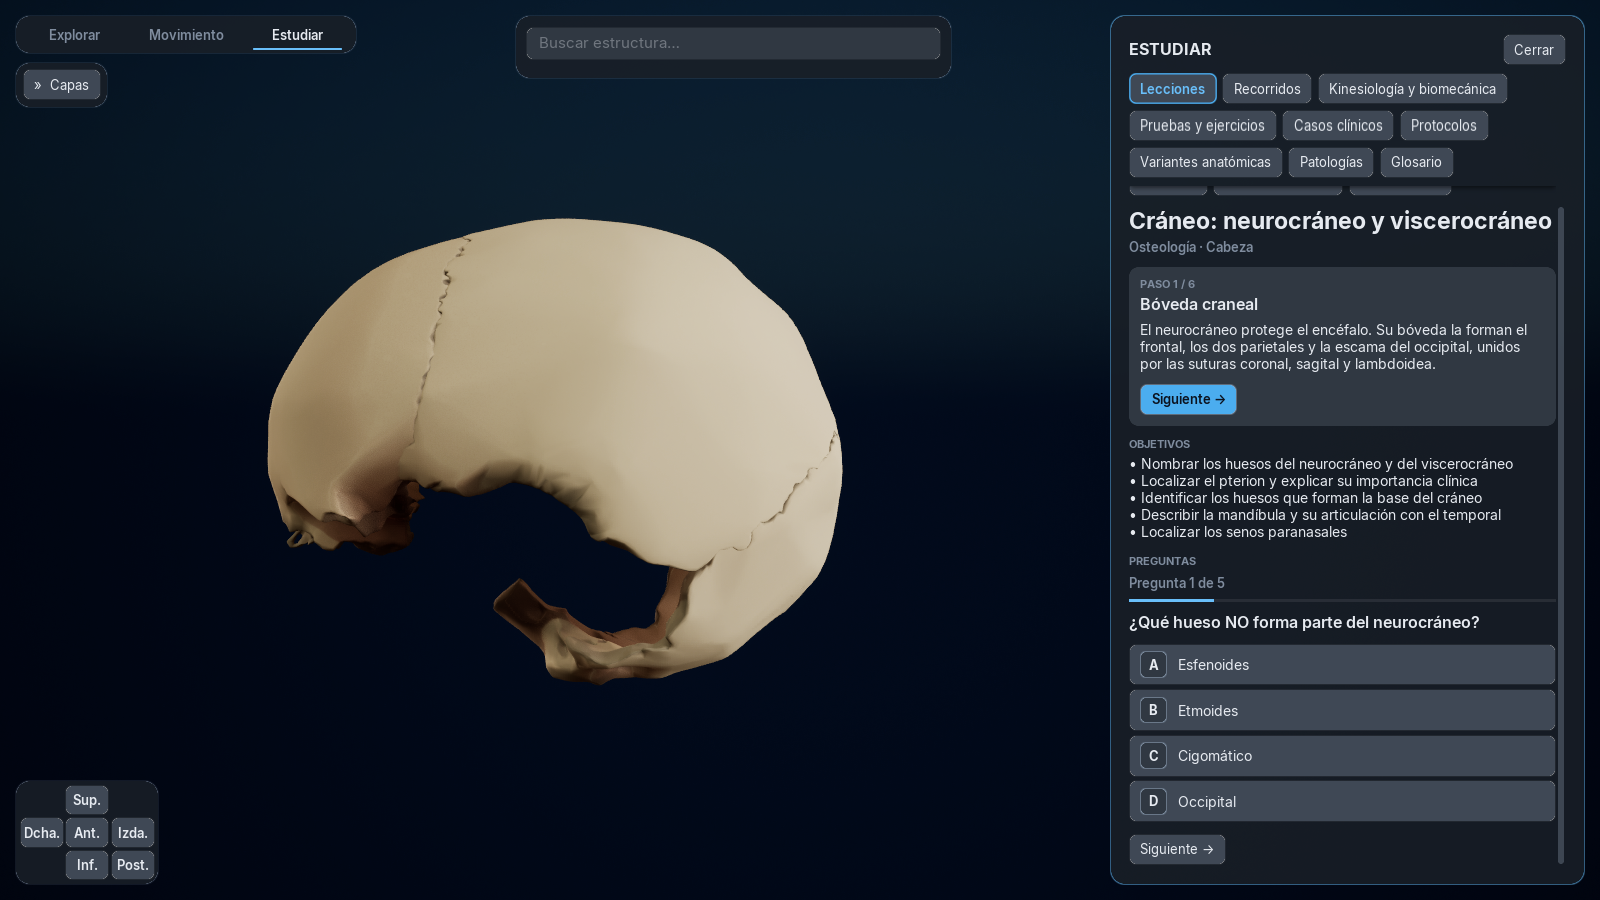 Explorar
Movimiento
Estudiar
» Capas
Buscar estructura...
ESTUDIAR
Cerrar
Lecciones
Recorridos
Kinesiología y biomecánica
Pruebas y ejercicios
Casos clínicos
Protocolos
Variantes anatómicas
Patologías
Glosario
Cráneo: neurocráneo y viscerocráneo
Osteología · Cabeza
PASO 1 / 6
Bóveda craneal
El neurocráneo protege el encéfalo. Su bóveda la forman el
frontal, los dos parietales y la escama del occipital, unidos
por las suturas coronal, sagital y lambdoidea.
Siguiente →
OBJETIVOS
• Nombrar los huesos del neurocráneo y del viscerocráneo
• Localizar el pterion y explicar su importancia clínica
• Identificar los huesos que forman la base del cráneo
• Describir la mandíbula y su articulación con el temporal
• Localizar los senos paranasales
PREGUNTAS
Pregunta 1 de 5
¿Qué hueso NO forma parte del neurocráneo?
A Esfenoides
B Etmoides
C Cigomático
D Occipital
Siguiente →
Sup.
Dcha.
Ant.
Izda.
Inf.
Post.